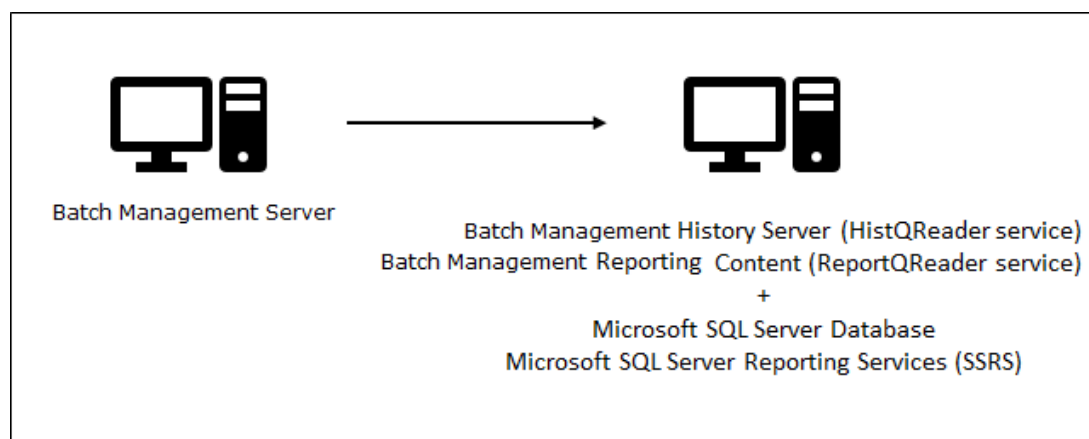 Batch Management Server
Batch Management History Server (HistQReader service)
Batch Management Reporting Content (ReportQReader service)
+
Microsoft SQL Server Database
Microsoft SQL Server Reporting Services (SSRS)